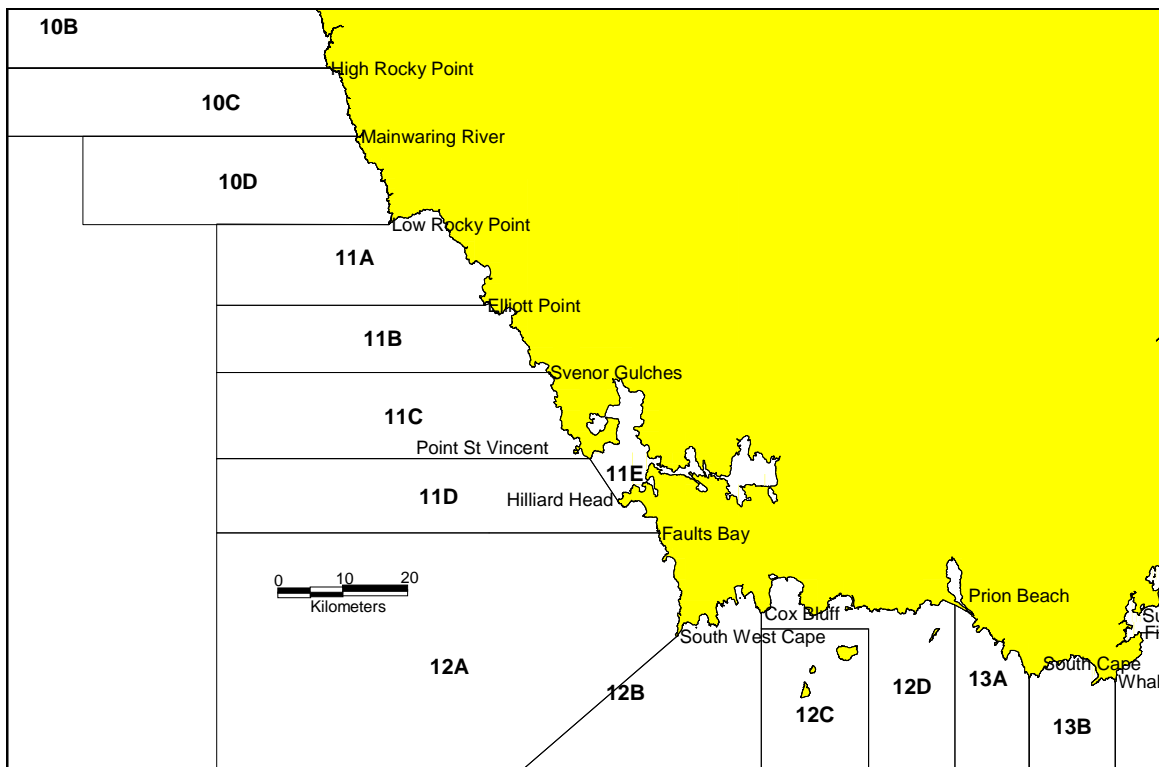 10B
High Rocky Point
10C
Mainwaring River
10D
Low Rocky Point
11A
Elliott Point
11B
Svenor Gulches
11C
Point St Vincent
11E
11D
Hilliard Head
Faults Bay
0 10 20
Kilometers
Prion Beach
Cox Bluff
South West Cape
South Cape
12A
12B
12C
12D
13A
13B